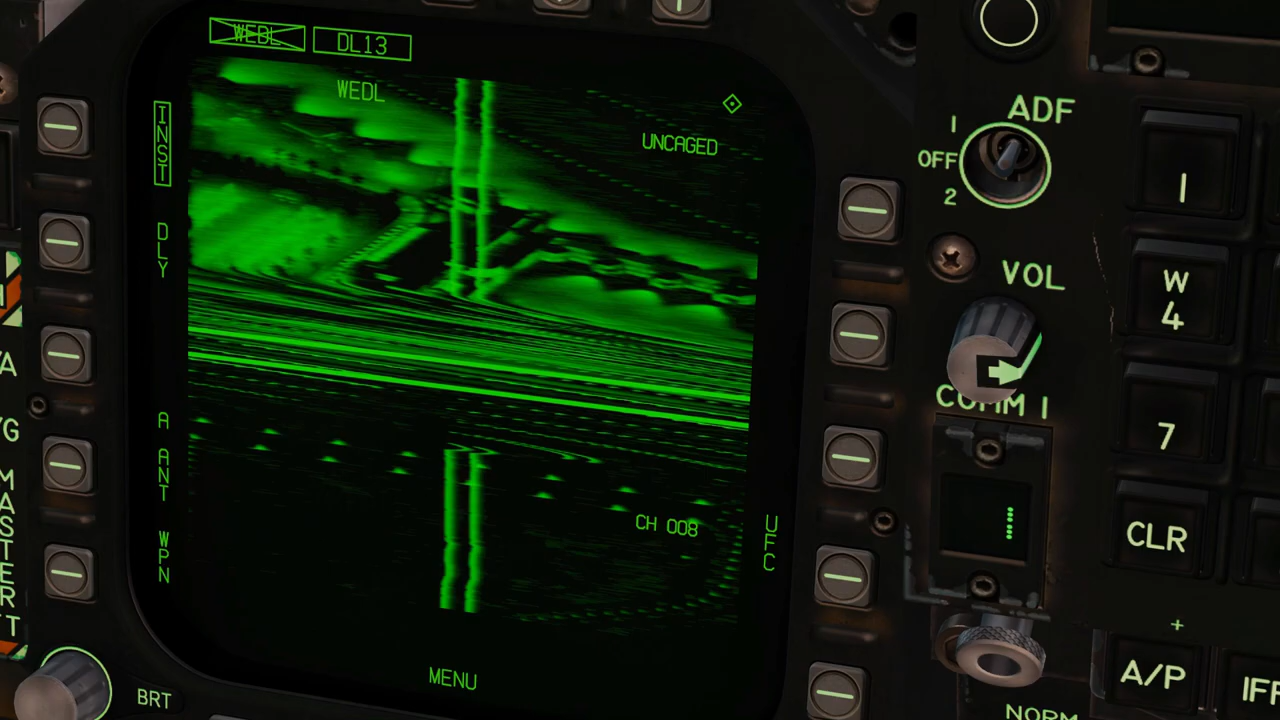 WEDL
DL13
WEDL
UNCAGED
INST
DLY
A
ANT
WPN
CH 008
UFC
MENU
BRT
ADF
1
OFF
2
VOL
COMM 1
1
W
4
7
CLR
+
A/P
IFF
NORM
/A
/G
MASTER